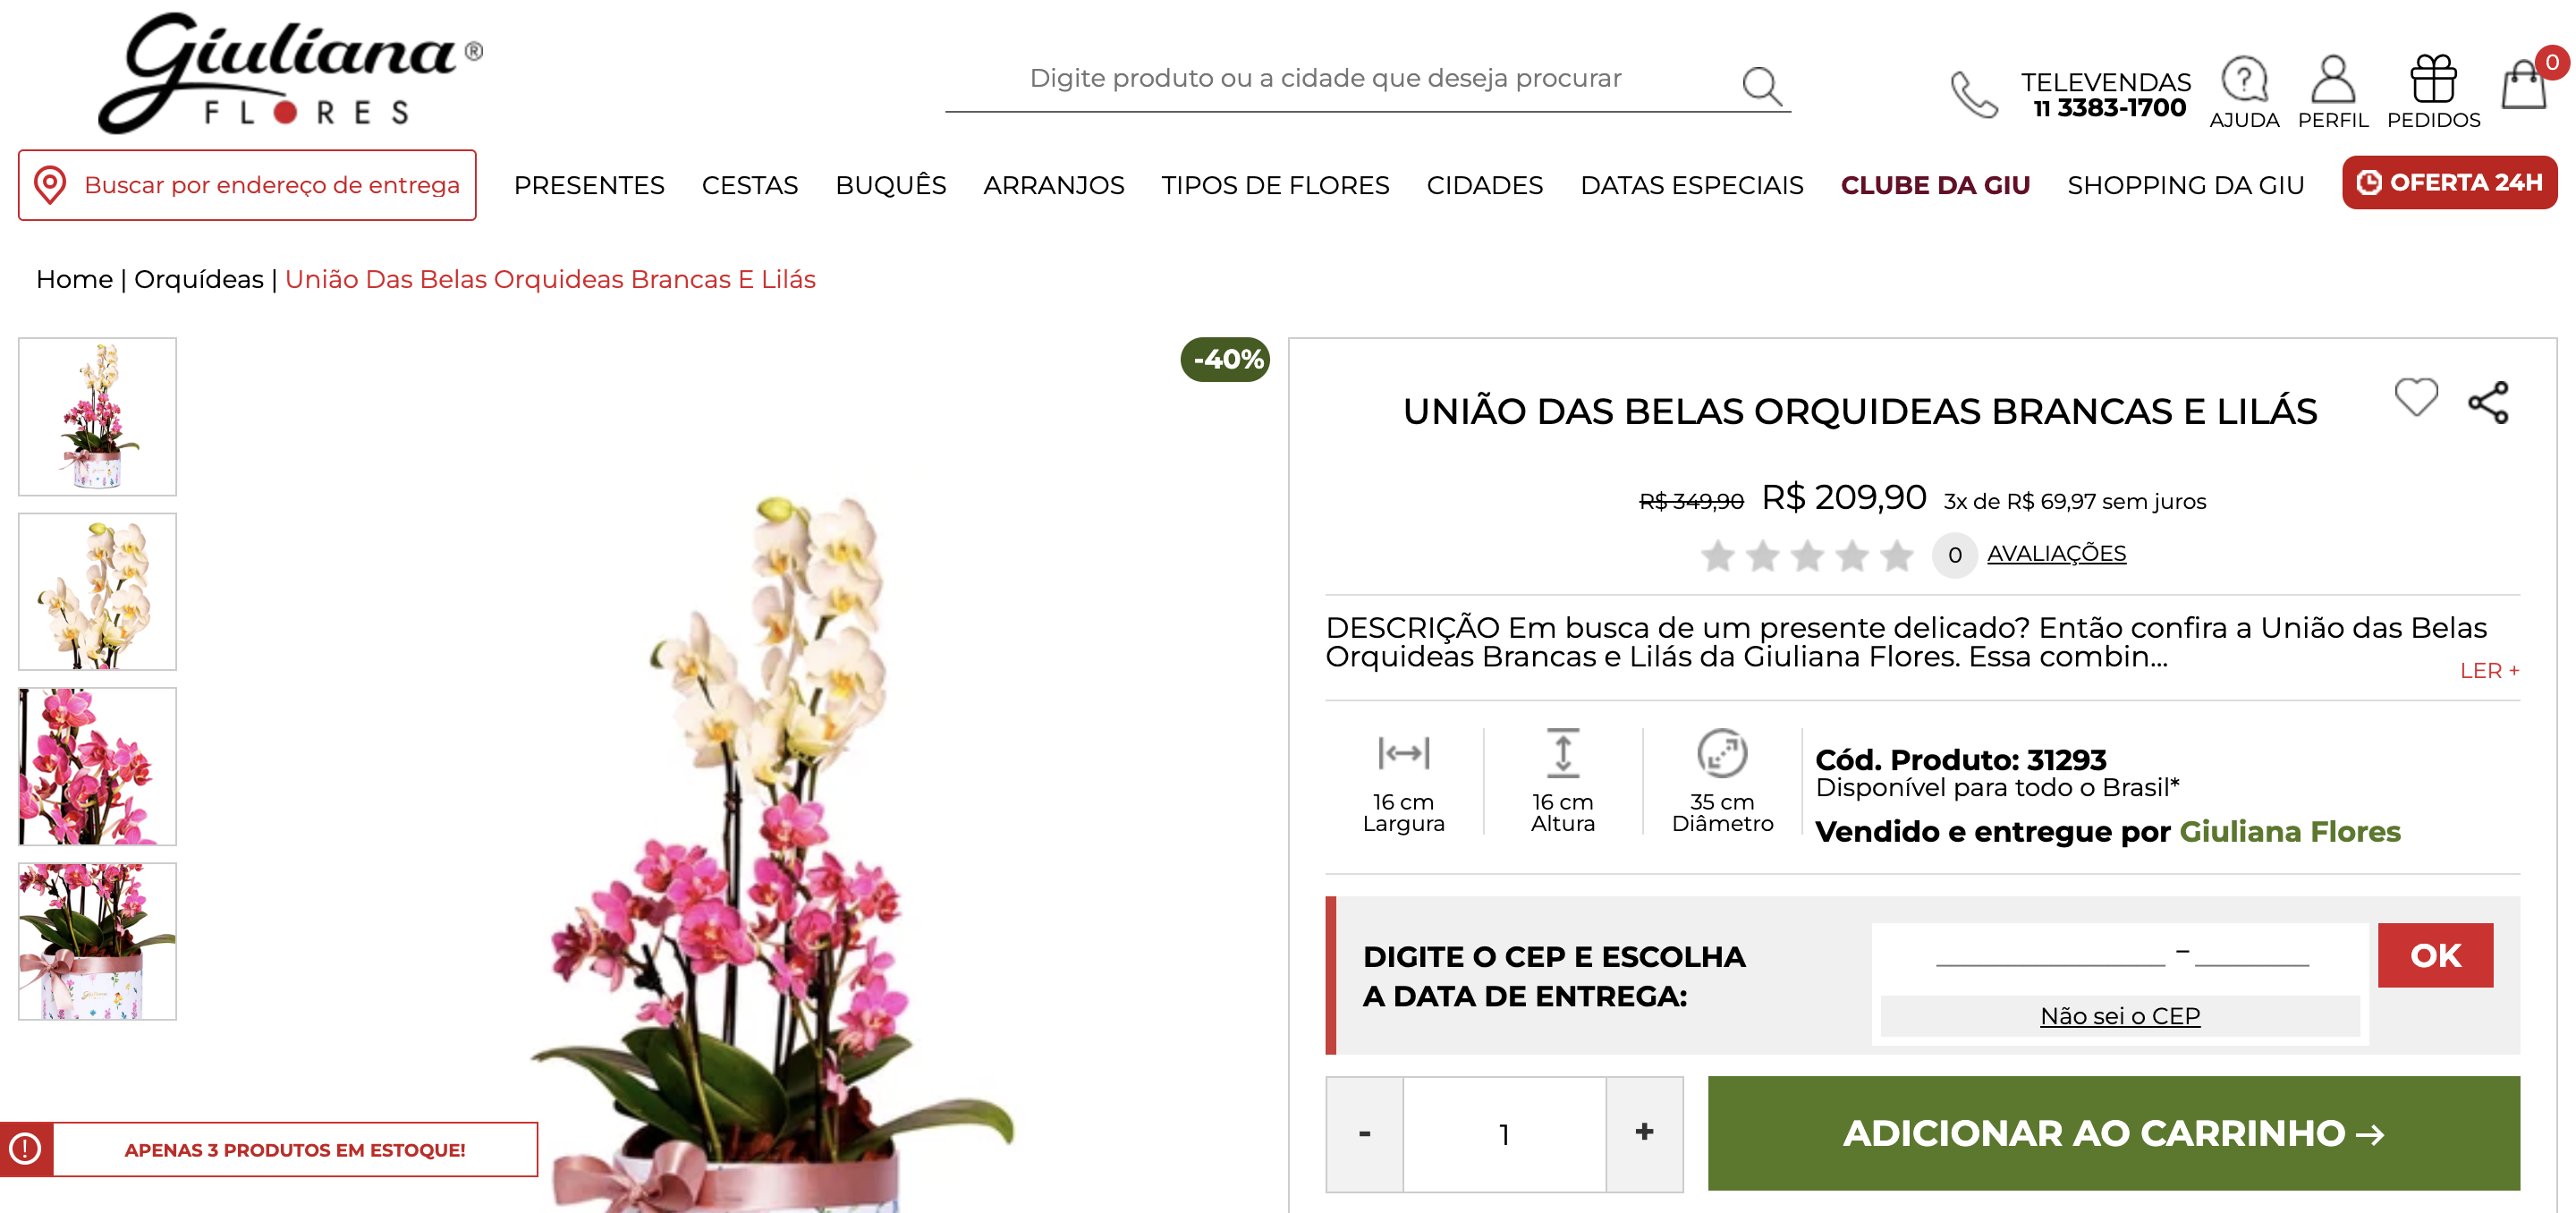 Giuliana ®
FLORES
Digite produto ou a cidade que deseja procurar
TELEVENDAS
11 3383-1700
AJUDA
PERFIL
PEDIDOS
0
Buscar por endereço de entrega
PRESENTES
CESTAS
BUQUÊS
ARRANJOS
TIPOS DE FLORES
CIDADES
DATAS ESPECIAIS
CLUBE DA GIU
SHOPPING DA GIU
OFERTA 24H
Home | Orquídeas | União Das Belas Orquideas Brancas E Lilás
-40%
UNIÃO DAS BELAS ORQUIDEAS BRANCAS E LILÁS
R$ 349,90 R$ 209,90 3x de R$ 69,97 sem juros
0 AVALIAÇÕES
DESCRIÇÃO Em busca de um presente delicado? Então confira a União das Belas
Orquideas Brancas e Lilás da Giuliana Flores. Essa combin...
LER +
16 cm
Largura
16 cm
Altura
35 cm
Diâmetro
Cód. Produto: 31293
Disponível para todo o Brasil*
Vendido e entregue por Giuliana Flores
DIGITE O CEP E ESCOLHA
A DATA DE ENTREGA:
–
OK
Não sei o CEP
- 1 +
ADICIONAR AO CARRINHO →
APENAS 3 PRODUTOS EM ESTOQUE!